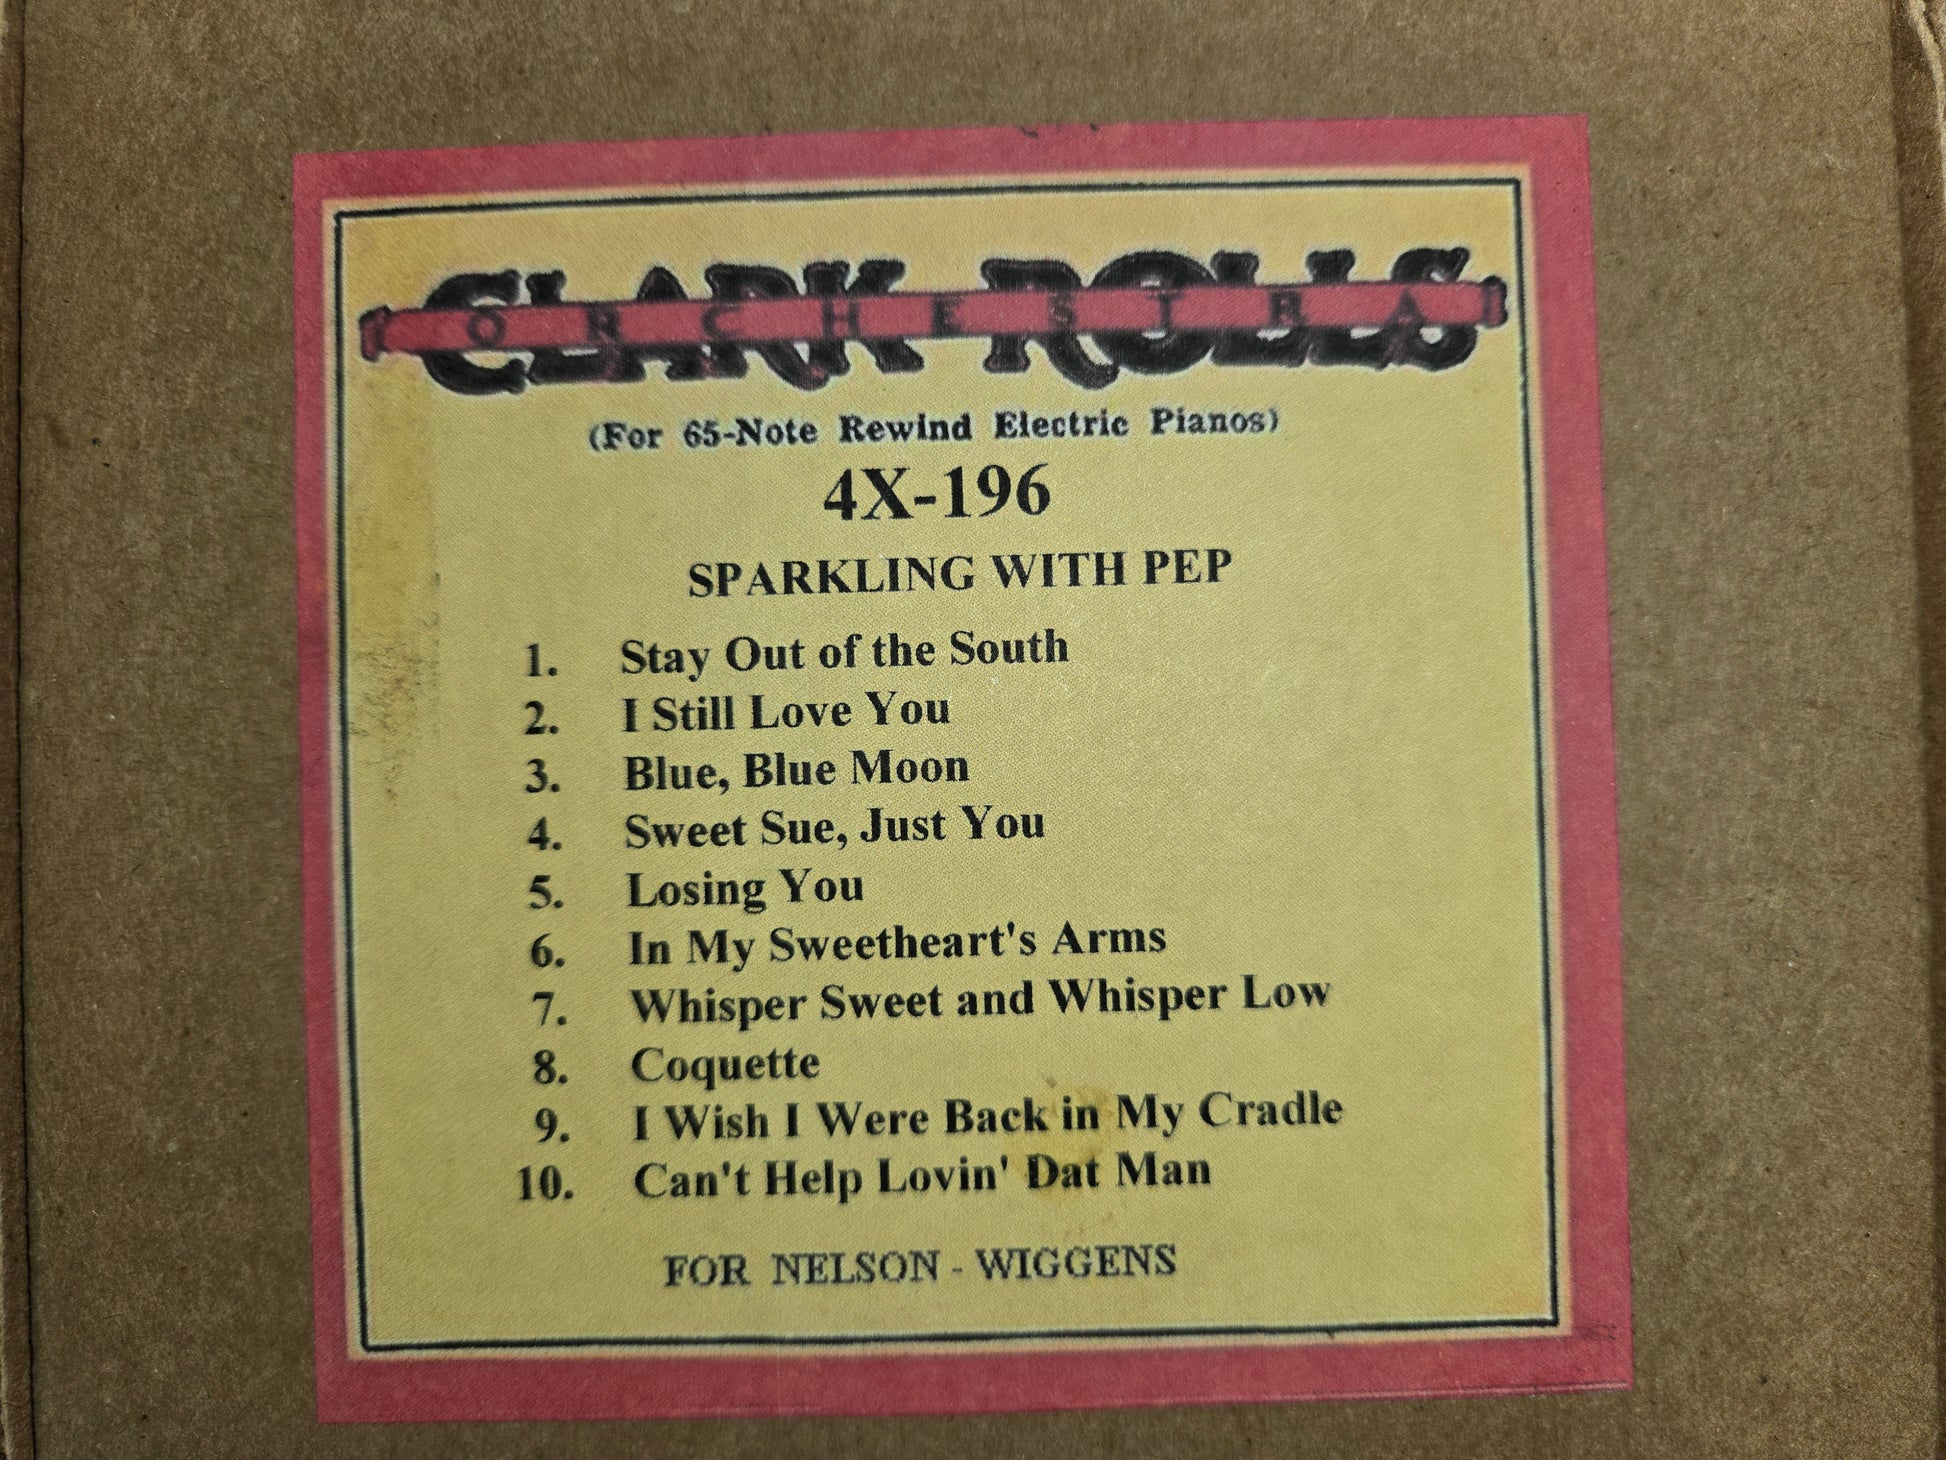 CLARK ROLLS
ORCHESTRA
(For 65-Note Rewind Electric Pianos)
4X-196
SPARKLING WITH PEP
1. Stay Out of the South
2. I Still Love You
3. Blue, Blue Moon
4. Sweet Sue, Just You
5. Losing You
6. In My Sweetheart's Arms
7. Whisper Sweet and Whisper Low
8. Coquette
9. I Wish I Were Back in My Cradle
10. Can't Help Lovin' Dat Man
FOR NELSON - WIGGENS